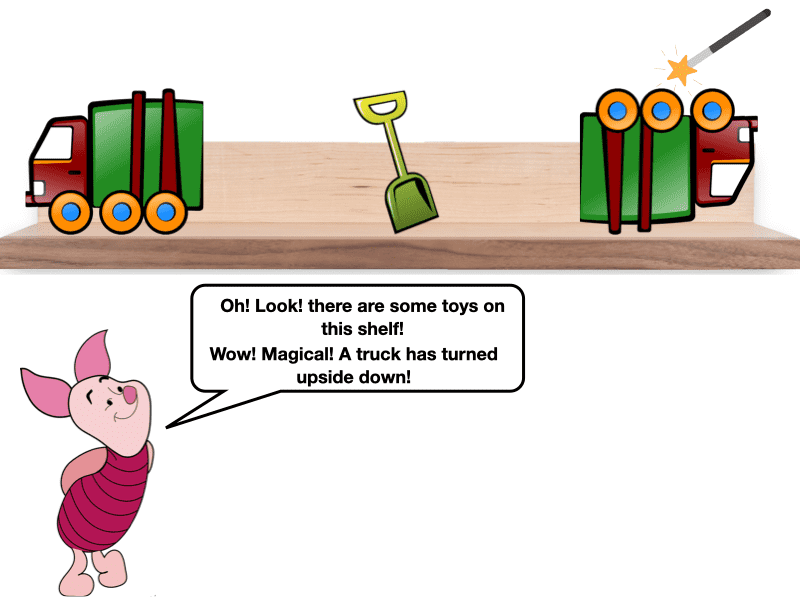 Oh! Look! there are some toys on
this shelf!
Wow! Magical! A truck has turned
upside down!